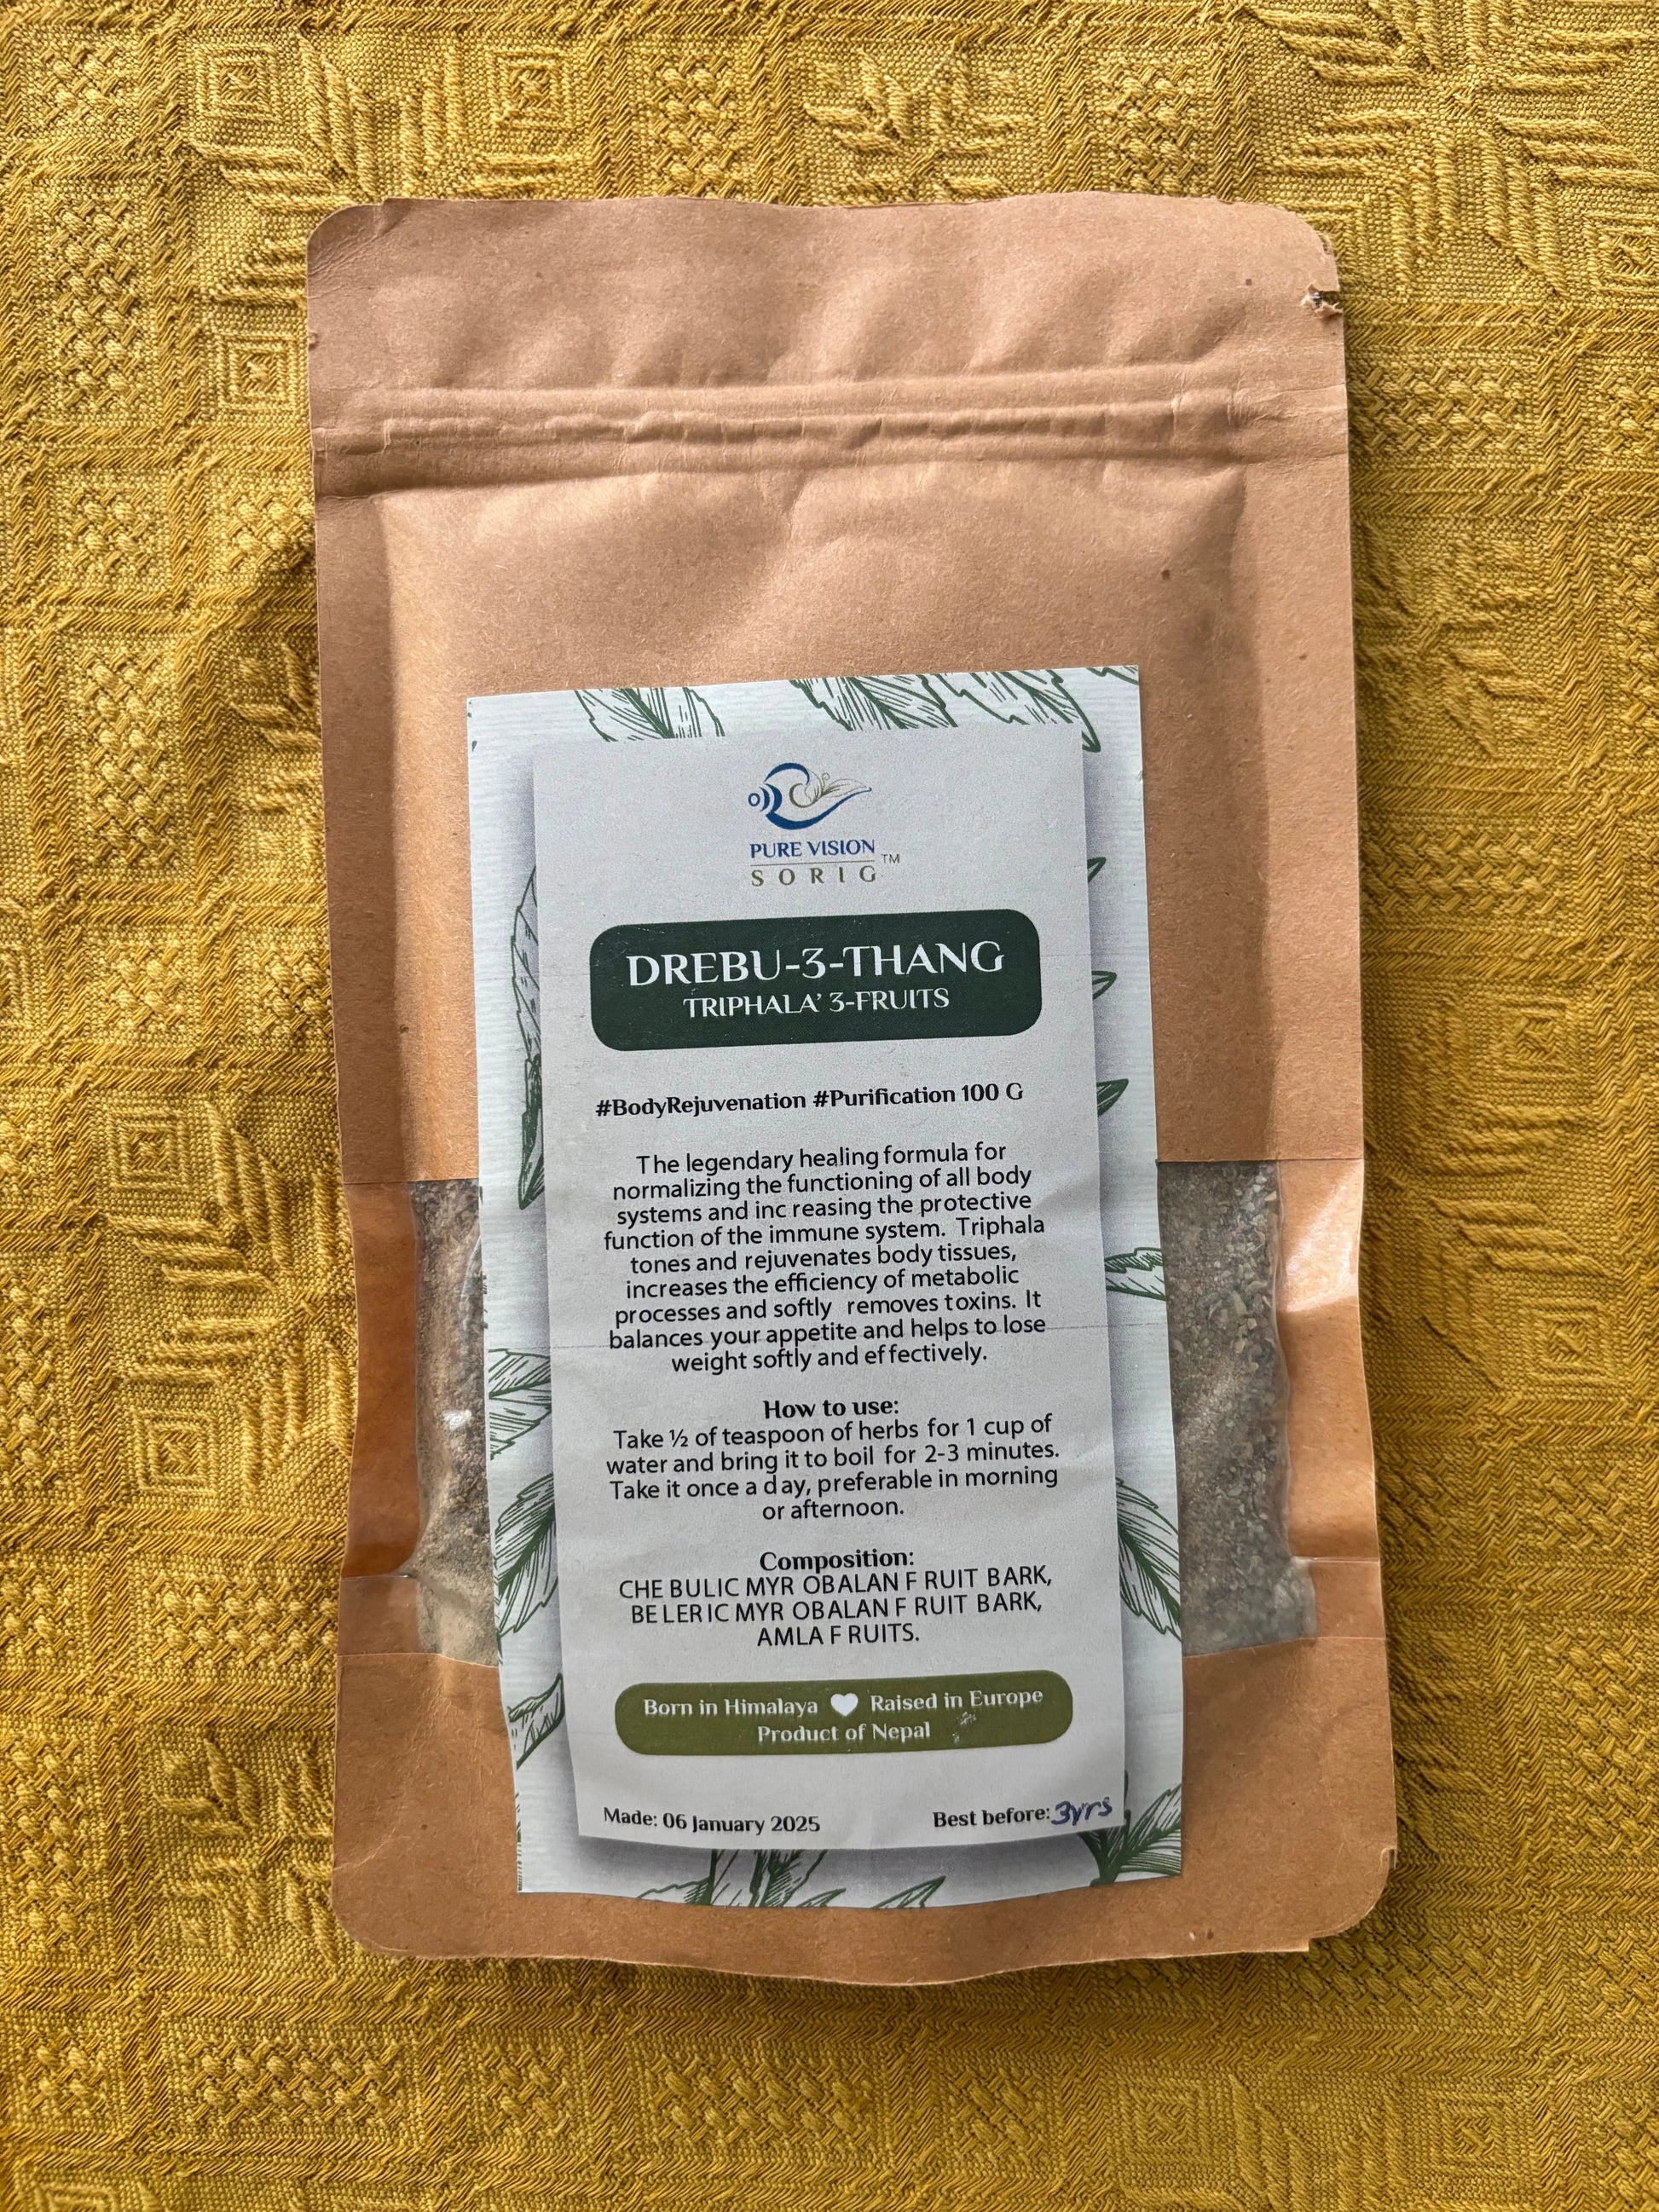 PURE VISION
SORIG™
DREBU-3-THANG
TRIPHALA' 3-FRUITS
#BodyRejuvenation #Purification 100 G
The legendary healing formula for
normalizing the functioning of all body
systems and inc reasing the protective
function of the immune system. Triphala
tones and rejuvenates body tissues,
increases the efficiency of metabolic
processes and softly removes toxins. It
balances your appetite and helps to lose
weight softly and ef fectively.
How to use:
Take ½ of teaspoon of herbs for 1 cup of
water and bring it to boil for 2-3 minutes.
Take it once a day, preferable in morning
or afternoon.
Composition:
CHE BULIC MYR OBALAN F RUIT BARK,
BE LER IC MYR OBALAN F RUIT BARK,
AMLA F RUITS.
Born in Himalaya Raised in Europe
Product of Nepal
Made: 06 January 2025 Best before: 3yrs